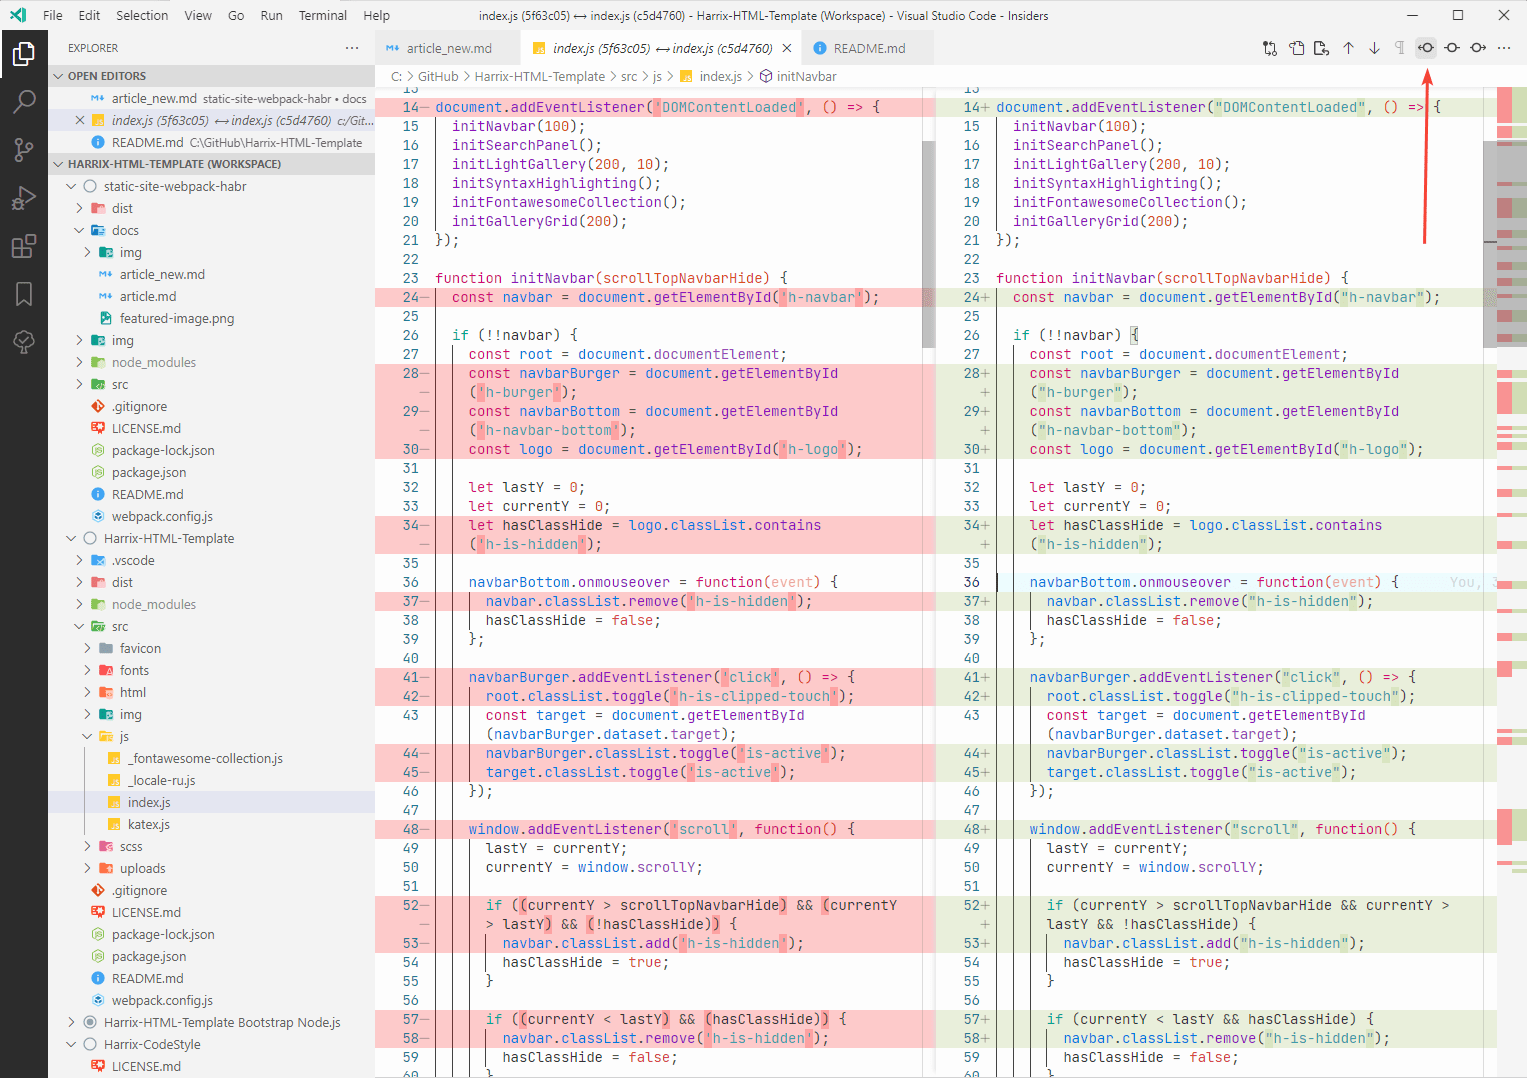 File Edit Selection View Go Run Terminal Help
index.js (5f63c05) ⟷ index.js (c5d4760) - Harrix-HTML-Template (Workspace) - Visual Studio Code - Insiders
EXPLORER ...
OPEN EDITORS
article_new.md static-site-webpack-habr • docs
index.js (5f63c05) ⟷ index.js (c5d4760) c:/Git...
README.md C:\GitHub\Harrix-HTML-Template
HARRIX-HTML-TEMPLATE (WORKSPACE)
static-site-webpack-habr
dist
docs
img
article_new.md
article.md
featured-image.png
img
node_modules
src
.gitignore
LICENSE.md
package-lock.json
package.json
README.md
webpack.config.js
Harrix-HTML-Template
.vscode
dist
node_modules
src
favicon
fonts
html
img
js
_fontawesome-collection.js
_locale-ru.js
index.js
katex.js
scss
uploads
.gitignore
LICENSE.md
package-lock.json
package.json
README.md
webpack.config.js
Harrix-HTML-Template Bootstrap Node.js
Harrix-CodeStyle
LICENSE.md
article_new.md
index.js (5f63c05) ⟷ index.js (c5d4760)
README.md
C: > GitHub > Harrix-HTML-Template > src > js > index.js > initNavbar
13
14− document.addEventListener('DOMContentLoaded', () => {
15 initNavbar(100);
16 initSearchPanel();
17 initLightGallery(200, 10);
18 initSyntaxHighlighting();
19 initFontawesomeCollection();
20 initGalleryGrid(200);
21 });
22
23 function initNavbar(scrollTopNavbarHide) {
24− const navbar = document.getElementById('h-navbar');
25
26 if (!!navbar) {
27 const root = document.documentElement;
28− const navbarBurger = document.getElementById
− ('h-burger');
29− const navbarBottom = document.getElementById
− ('h-navbar-bottom');
30− const logo = document.getElementById('h-logo');
31
32 let lastY = 0;
33 let currentY = 0;
34− let hasClassHide = logo.classList.contains
− ('h-is-hidden');
35
36 navbarBottom.onmouseover = function(event) {
37− navbar.classList.remove('h-is-hidden');
38 hasClassHide = false;
39 };
40
41− navbarBurger.addEventListener('click', () => {
42− root.classList.toggle('h-is-clipped-touch');
43 const target = document.getElementById
(navbarBurger.dataset.target);
44− navbarBurger.classList.toggle('is-active');
45− target.classList.toggle('is-active');
46 });
47
48− window.addEventListener('scroll', function() {
49 lastY = currentY;
50 currentY = window.scrollY;
51
52− if ((currentY > scrollTopNavbarHide) && (currentY
− > lastY) && (!hasClassHide)) {
53− navbar.classList.add('h-is-hidden');
54 hasClassHide = true;
55 }
56
57− if ((currentY < lastY) && (hasClassHide)) {
58− navbar.classList.remove('h-is-hidden');
59 hasClassHide = false;
60 }
13
14+ document.addEventListener("DOMContentLoaded", () => {
15 initNavbar(100);
16 initSearchPanel();
17 initLightGallery(200, 10);
18 initSyntaxHighlighting();
19 initFontawesomeCollection();
20 initGalleryGrid(200);
21 });
22
23 function initNavbar(scrollTopNavbarHide) {
24+ const navbar = document.getElementById("h-navbar");
25
26 if (!!navbar) {
27 const root = document.documentElement;
28+ const navbarBurger = document.getElementById
+ ("h-burger");
29+ const navbarBottom = document.getElementById
+ ("h-navbar-bottom");
30+ const logo = document.getElementById("h-logo");
31
32 let lastY = 0;
33 let currentY = 0;
34+ let hasClassHide = logo.classList.contains
+ ("h-is-hidden");
35
36 navbarBottom.onmouseover = function(event) { You, 3
37+ navbar.classList.remove("h-is-hidden");
38 hasClassHide = false;
39 };
40
41+ navbarBurger.addEventListener("click", () => {
42+ root.classList.toggle("h-is-clipped-touch");
43 const target = document.getElementById
(navbarBurger.dataset.target);
44+ navbarBurger.classList.toggle("is-active");
45+ target.classList.toggle("is-active");
46 });
47
48+ window.addEventListener("scroll", function() {
49 lastY = currentY;
50 currentY = window.scrollY;
51
52+ if (currentY > scrollTopNavbarHide && currentY >
+ lastY && !hasClassHide) {
53+ navbar.classList.add("h-is-hidden");
54 hasClassHide = true;
55 }
56
57+ if (currentY < lastY && hasClassHide) {
58+ navbar.classList.remove("h-is-hidden");
59 hasClassHide = false;
60 }